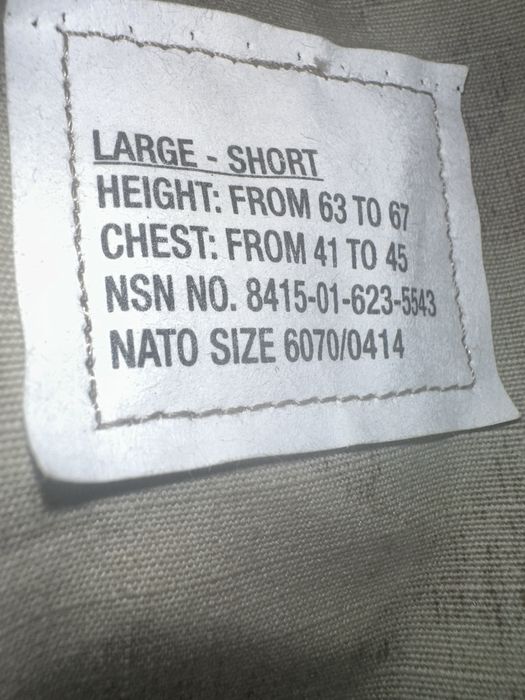 LARGE - SHORT
HEIGHT: FROM 63 TO 67
CHEST: FROM 41 TO 45
NSN NO. 8415-01-623-5543
NATO SIZE 6070/0414